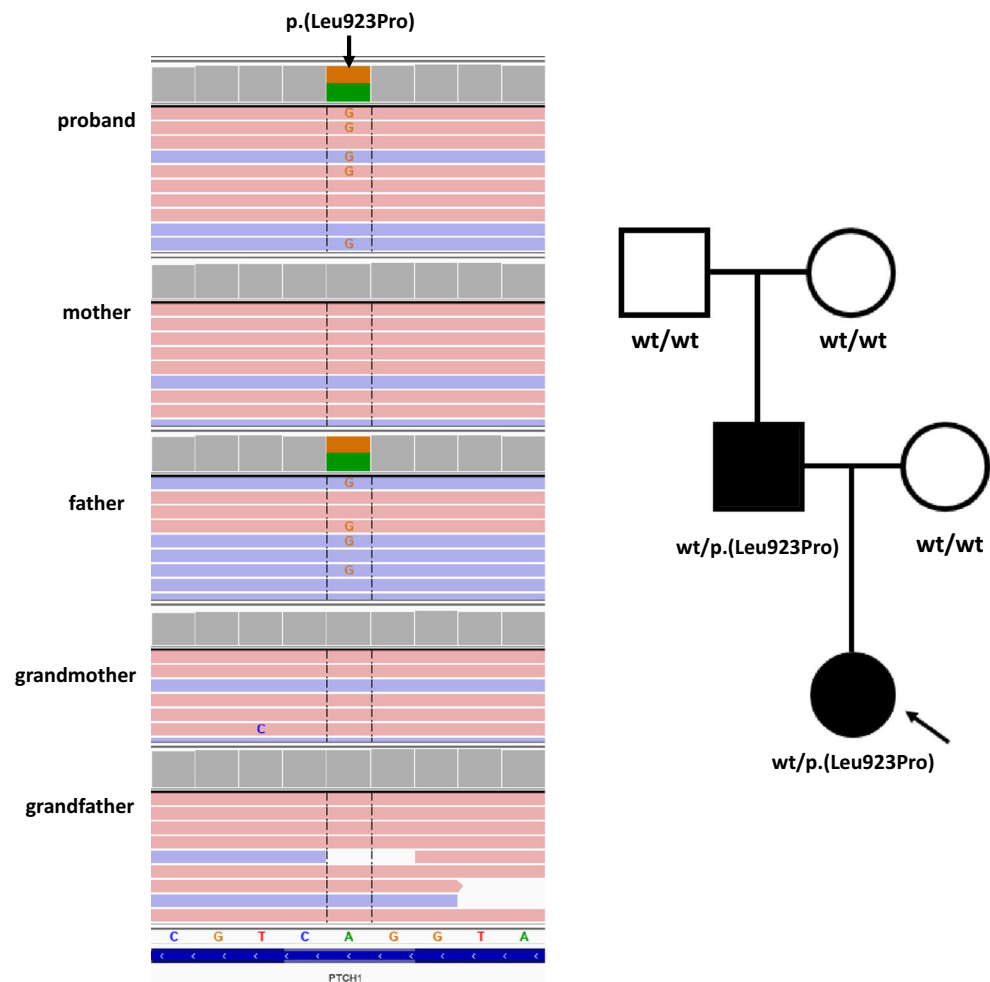 p.(Leu923Pro)
proband
G
G
G
G
G
mother
father
G
G
G
G
grandmother
C
grandfather
C G T C A G G T A
PTCH1
wt/wt wt/wt
wt/p.(Leu923Pro) wt/wt
wt/p.(Leu923Pro)